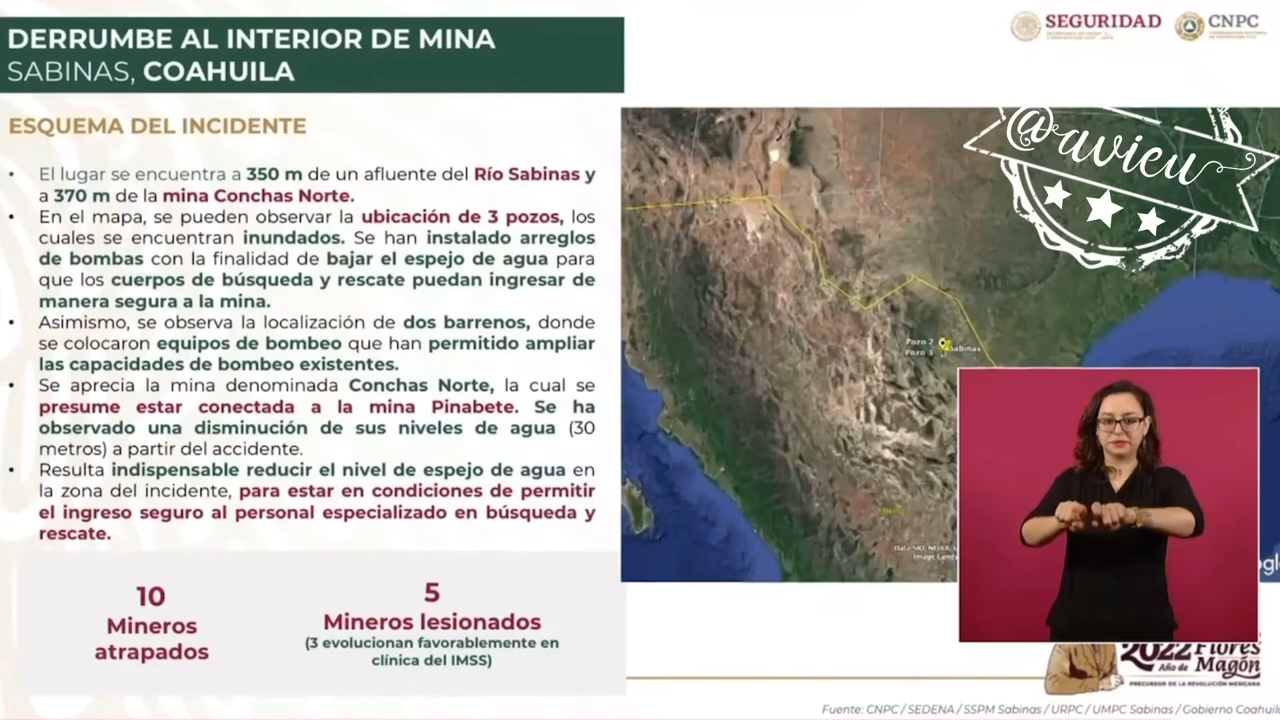 DERRUMBE AL INTERIOR DE MINA
SABINAS, COAHUILA
SEGURIDAD
CNPC
ESQUEMA DEL INCIDENTE
• El lugar se encuentra a 350 m de un afluente del Río Sabinas y
a 370 m de la mina Conchas Norte.
• En el mapa, se pueden observar la ubicación de 3 pozos, los
cuales se encuentran inundados. Se han instalado arreglos
de bombas con la finalidad de bajar el espejo de agua para
que los cuerpos de búsqueda y rescate puedan ingresar de
manera segura a la mina.
• Asimismo, se observa la localización de dos barrenos, donde
se colocaron equipos de bombeo que han permitido ampliar
las capacidades de bombeo existentes.
• Se aprecia la mina denominada Conchas Norte, la cual se
presume estar conectada a la mina Pinabete. Se ha
observado una disminución de sus niveles de agua (30
metros) a partir del accidente.
• Resulta indispensable reducir el nivel de espejo de agua en
la zona del incidente, para estar en condiciones de permitir
el ingreso seguro al personal especializado en búsqueda y
rescate.
10
Mineros
atrapados
5
Mineros lesionados
(3 evolucionan favorablemente en
clínica del IMSS)
@avieu
Pozo 2
Pozo 1
Sabinas
2022 Flores
Año de Magón
PRECURSOR DE LA REVOLUCIÓN MEXICANA
Fuente: CNPC / SEDENA / SSPM Sabinas / URPC / UMPC Sabinas / Gobierno Coahuila